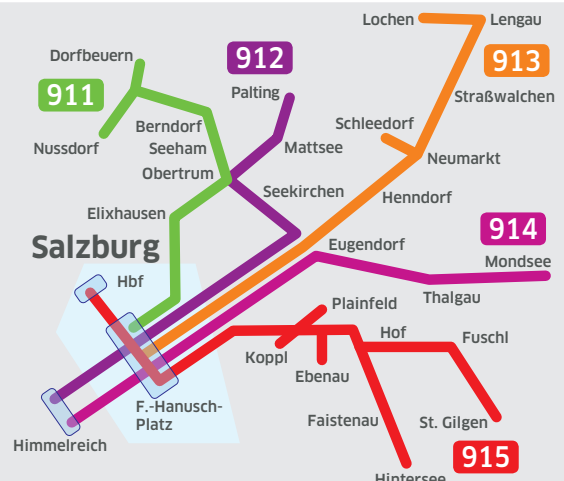 Lochen
Lengau
Dorfbeuern
912
913
911
Palting
Straßwalchen
Schleedorf
Berndorf
Nussdorf
Seeham
Mattsee
Neumarkt
Obertrum
Seekirchen
Henndorf
Elixhausen
914
Salzburg
Eugendorf
Mondsee
Hbf
Thalgau
Plainfeld
Hof
Fuschl
Koppl
Ebenau
F.-Hanusch-
Platz
Faistenau
St. Gilgen
Himmelreich
915
Hintersee